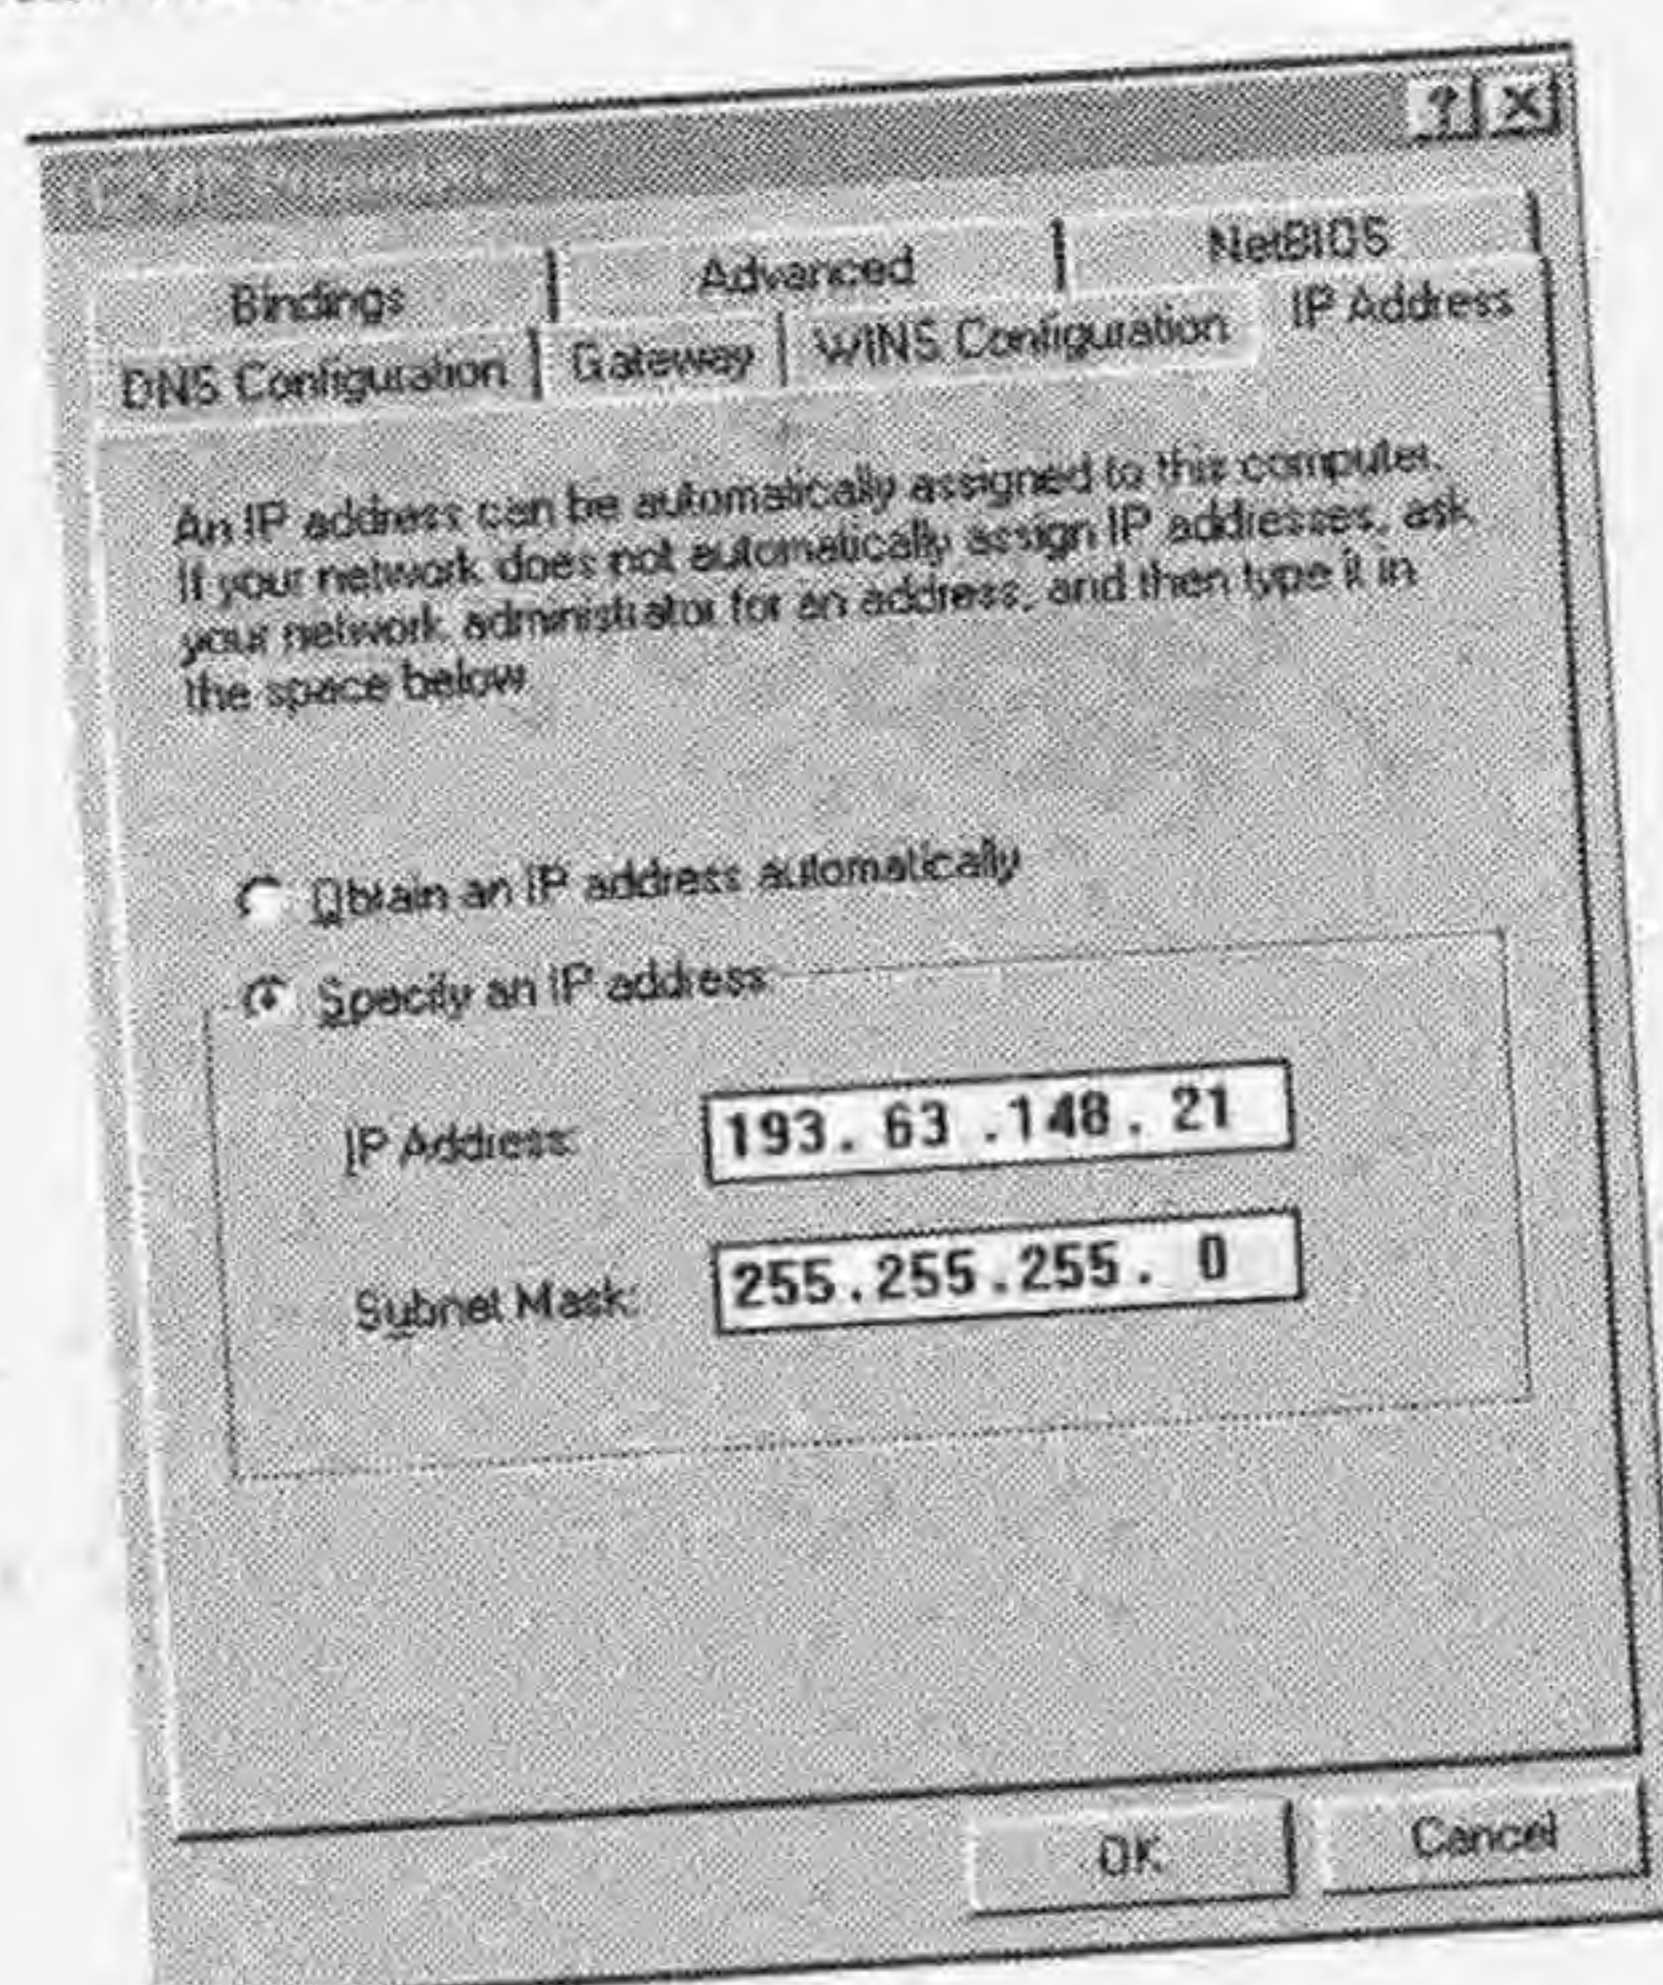 ? X
Bindings Advanced NetBIOS
DNS Configuration Gateway WINS Configuration IP Address
An IP address can be automatically assigned to this computer.
If your network does not automatically assign IP addresses, ask
your network administrator for an address, and then type it in
the space below.
Obtain an IP address automatically
Specify an IP address:
IP Address: 193. 63 .148. 21
Subnet Mask: 255.255.255. 0
OK Cancel